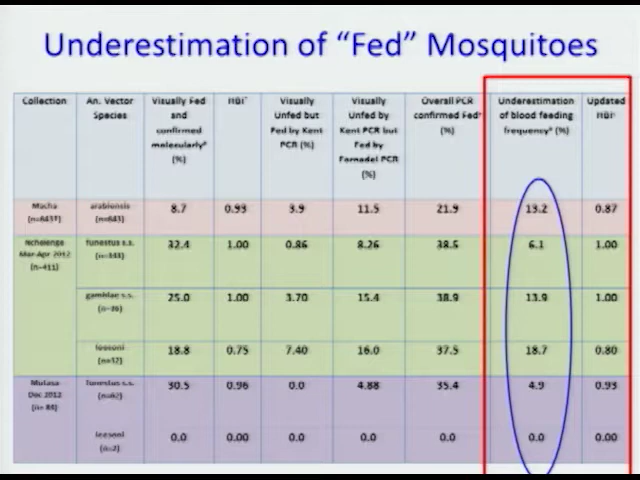 Underestimation of “Fed” Mosquitoes
Collection
An. Vector
Species
Visually Fed
and
confirmed
molecularly
(%)
HBI
Visually
Unfed but
Fed by Kent
PCR (%)
Visually
Unfed by
Kent PCR but
Fed by
Fornadel PCR
(%)
Overall PCR
confirmed Fed
(%)
Underestimation
of blood feeding
frequency (%)
Updated
HBI
Macha
arabiensis
(n=643)
8.7
0.93
3.9
11.5
21.9
13.2
0.87
Nchelenge
Mar-Apr 2012
(n=411)
funestus s.s.
32.4
1.00
0.86
8.26
38.5
6.1
1.00
gambiae s.s.
(n=36)
25.0
1.00
3.70
15.4
38.9
13.9
1.00
leesoni
(n=32)
18.8
0.75
7.40
16.0
37.5
18.7
0.80
Mutasa
Dec 2012
funestus s.s.
30.5
0.96
0.0
4.88
35.4
4.9
0.93
leesoni
(n=2)
0.0
0.00
0.0
0.0
0.0
0.0
0.00